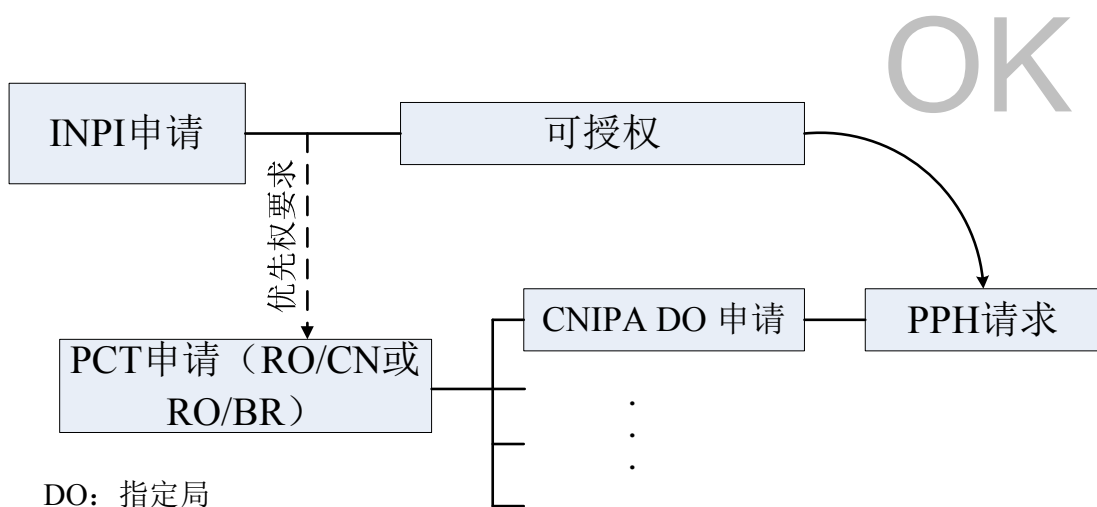 OK
INPI申请
可授权
优先权要求
CNIPA DO 申请
PPH请求
PCT申请（RO/CN或
RO/BR）
DO：指定局